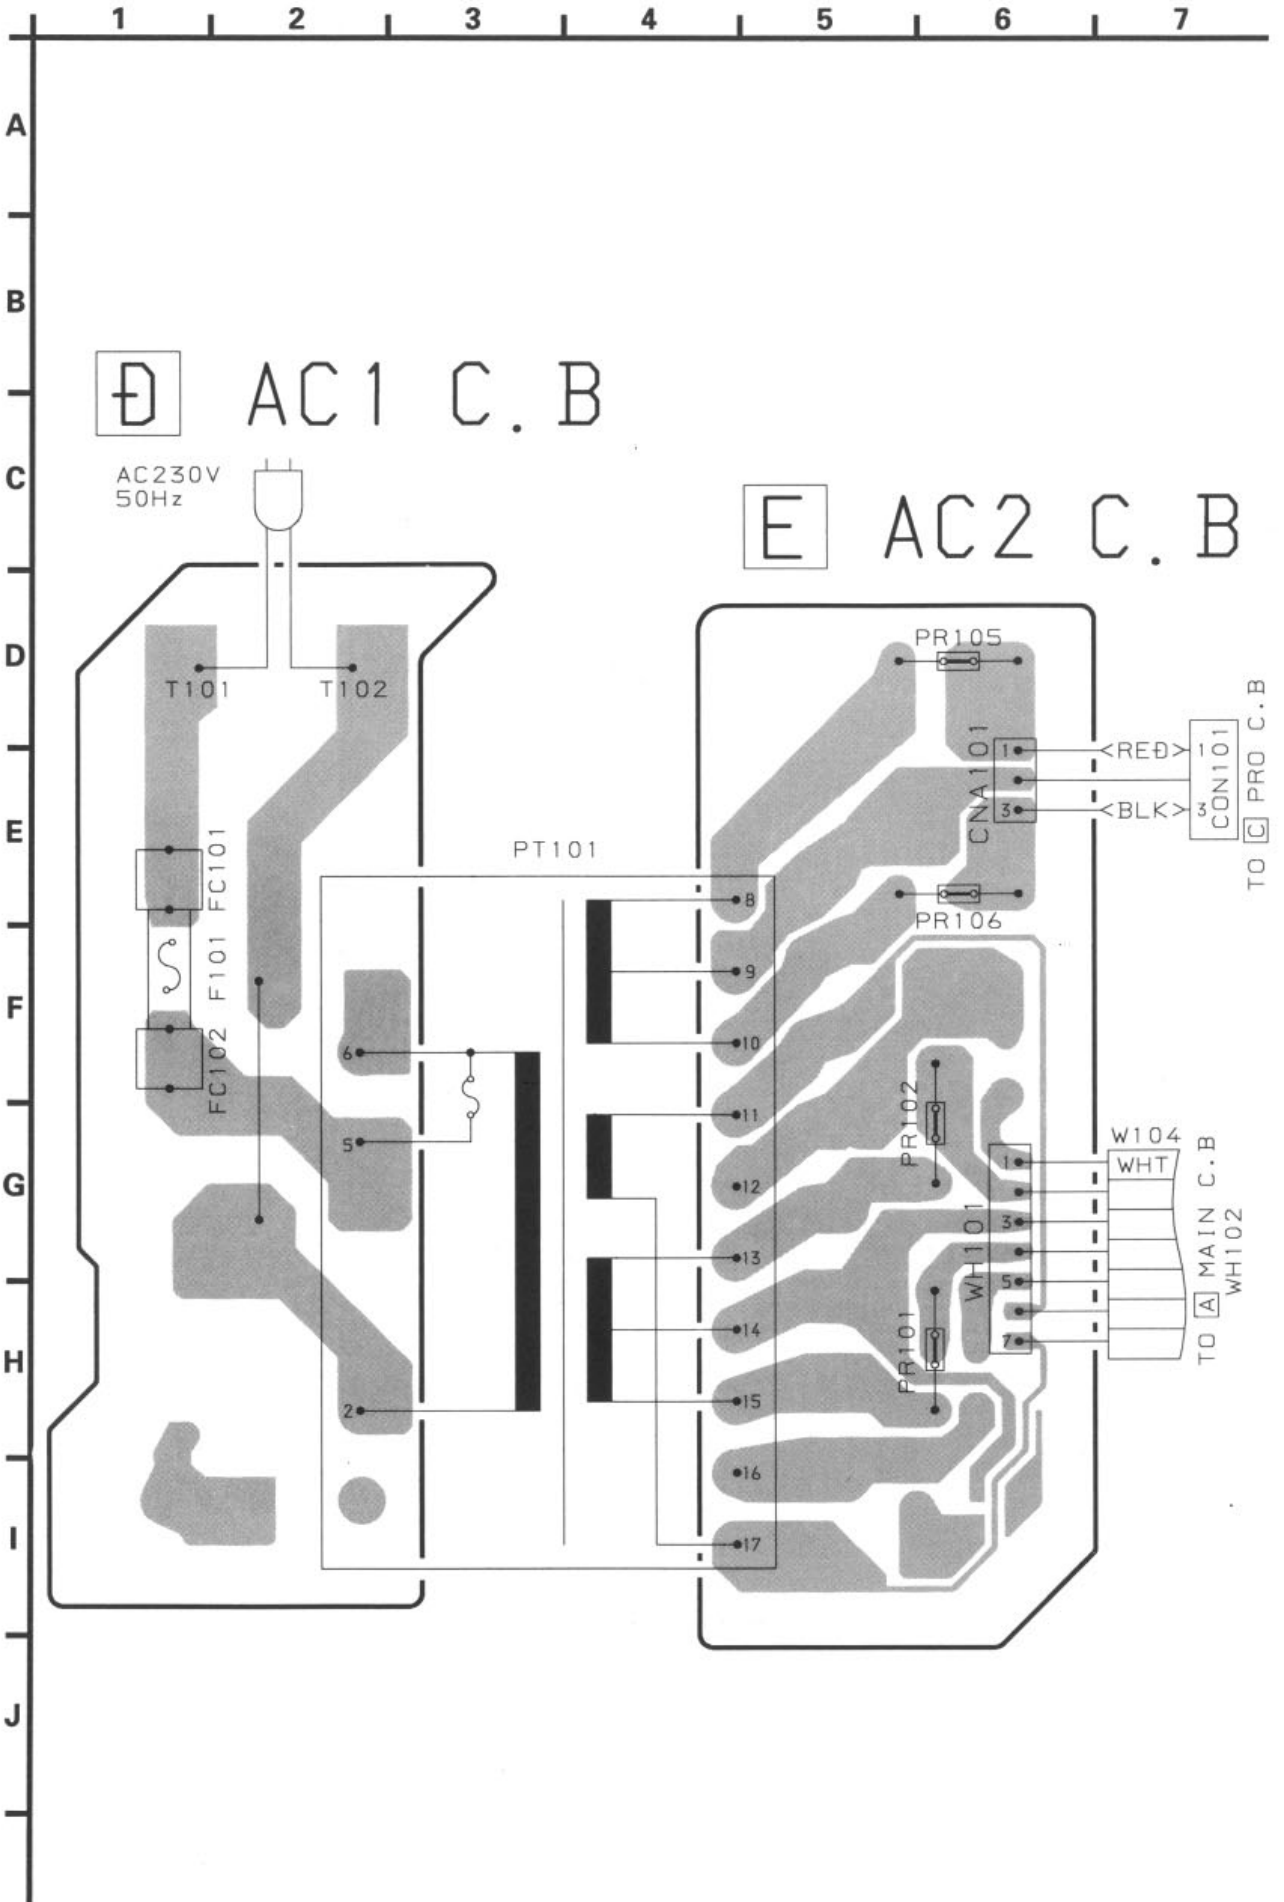 1 2 3 4 5 6 7
A
B
D AC1 C.B
C
AC230V
50Hz
E AC2 C.B
D
T101
T102
PR105
CNA101
1
3
<RED>
<BLK>
1
3
CON101
TO C PRO C.B
E
FC101
F101
FC102
PT101
PR106
F
G
H
I
J
6
5
2
8
9
10
11
12
13
14
15
16
17
PR102
PR101
WH101
1
3
5
7
W104
WHT
TO A MAIN C.B
WH102